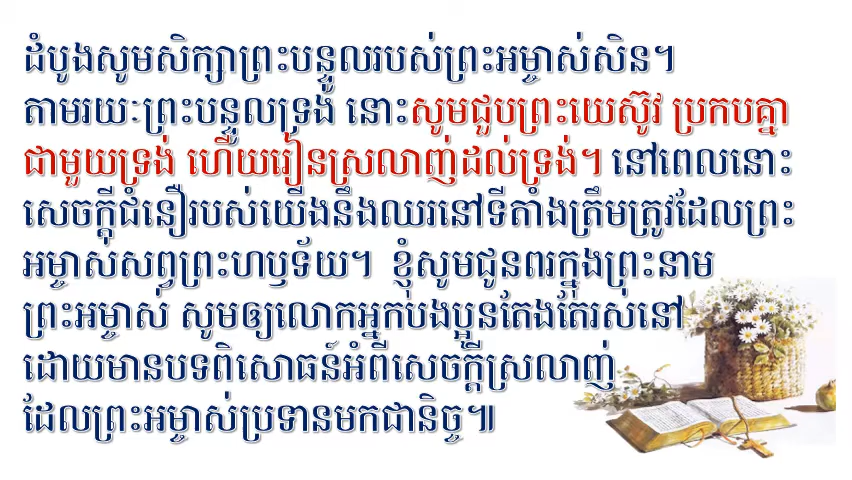 ដំបូងសូមសិក្សាព្រះបន្ទូលរបស់ព្រះអម្ចាស់សិន។
តាមរយៈព្រះបន្ទូលទ្រង់ នោះសូមជួបព្រះយេស៊ូវ ប្រកបគ្នា
ជាមួយទ្រង់ ហើយរៀនស្រលាញ់ដល់ទ្រង់។ នៅពេលនោះ
សេចក្ដីជំនឿរបស់យើងនឹងឈរនៅទីតាំងត្រឹមត្រូវដែលព្រះ
អម្ចាស់សព្វព្រះហឫទ័យ។ ខ្ញុំសូមជូនពរក្នុងព្រះនាម
ព្រះអម្ចាស់ សូមឲ្យលោកអ្នកបងប្អូនតែងតែរស់នៅ
ដោយមានបទពិសោធន៍អំពីសេចក្ដីស្រលាញ់
ដែលព្រះអម្ចាស់ប្រទានមកជានិច្ច៕